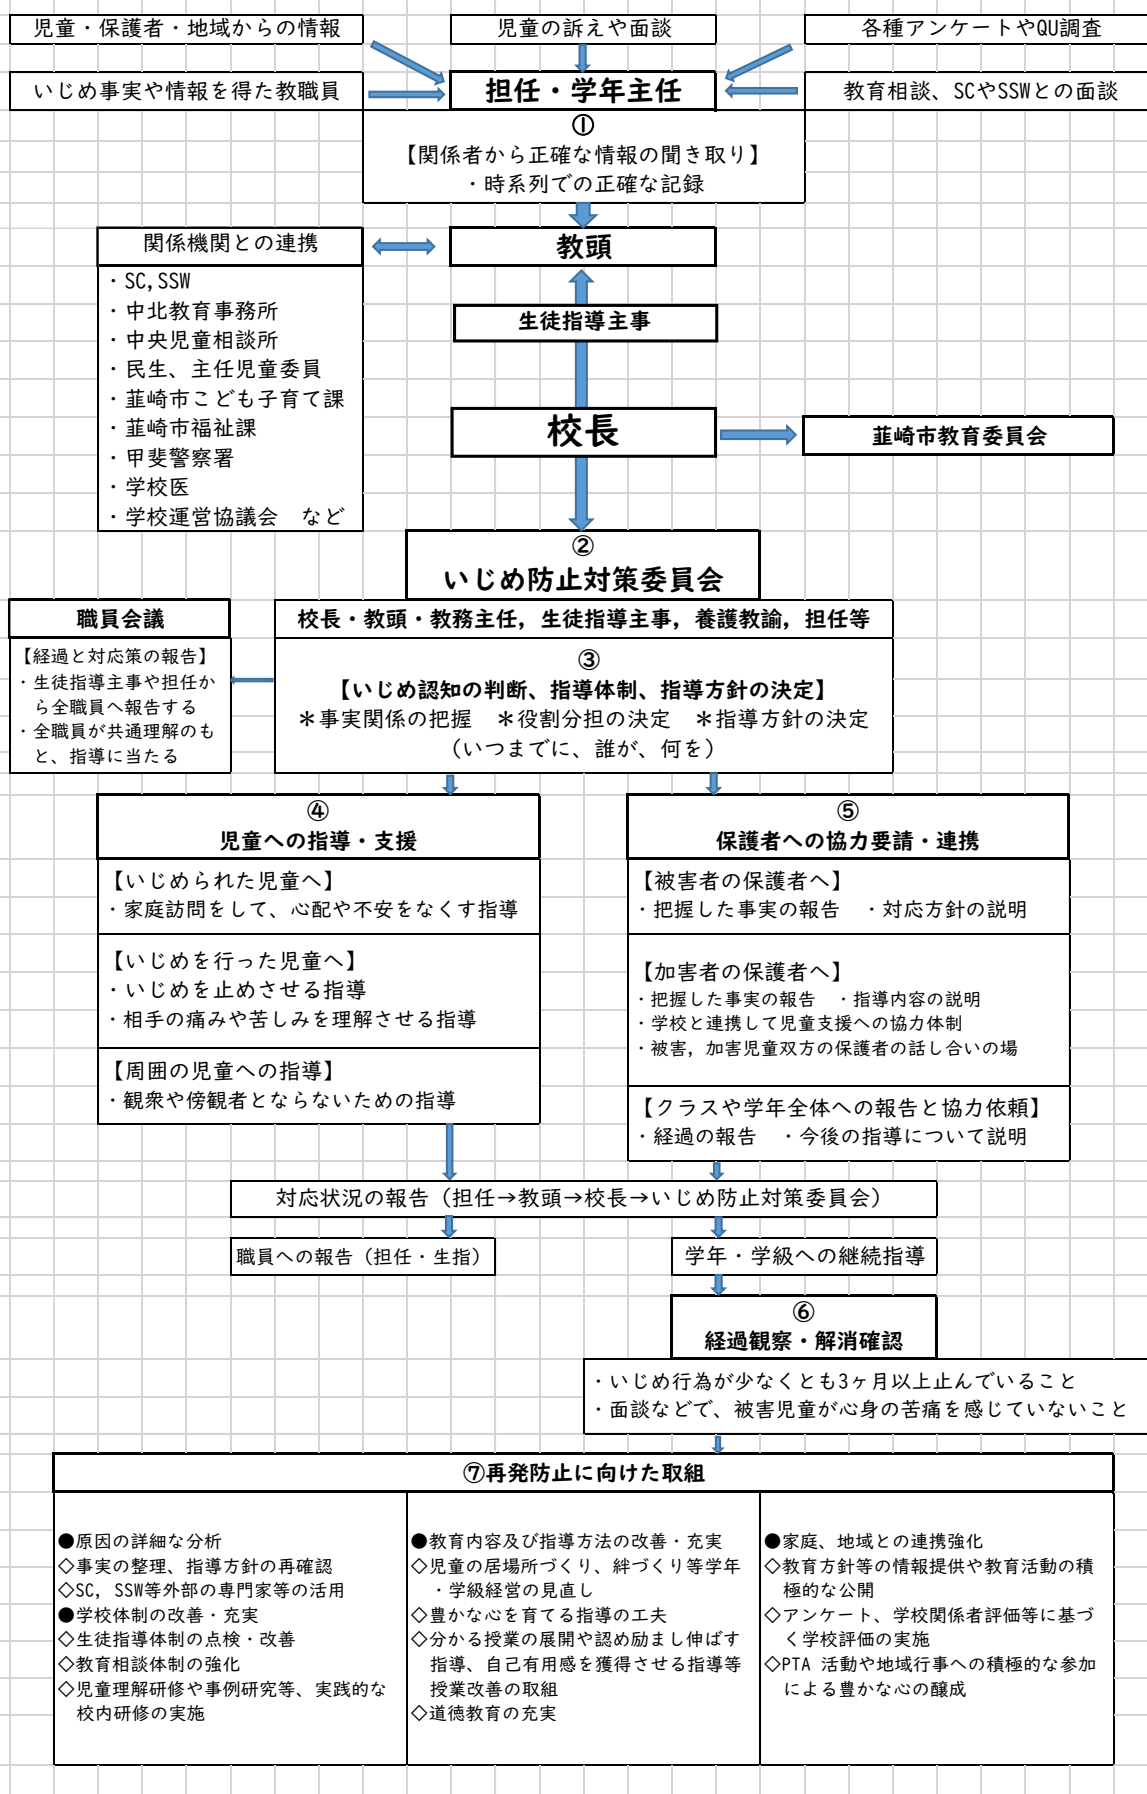 児童・保護者・地域からの情報
児童の訴えや面談
各種アンケートやQU調査
いじめ事実や情報を得た教職員
担任・学年主任
教育相談、SCやSSWとの面談
①
【関係者から正確な情報の聞き取り】
・時系列での正確な記録
関係機関との連携
教頭
・SC,SSW
・中北教育事務所
・中央児童相談所
・民生、主任児童委員
・韮崎市こども子育て課
・韮崎市福祉課
・甲斐警察署
・学校医
・学校運営協議会　など
生徒指導主事
校長
韮崎市教育委員会
②
いじめ防止対策委員会
校長・教頭・教務主任，生徒指導主事，養護教諭，担任等
職員会議
【経過と対応策の報告】
・生徒指導主事や担任か
ら全職員へ報告する
・全職員が共通理解のも
と、指導に当たる
③
【いじめ認知の判断、指導体制、指導方針の決定】
＊事実関係の把握　＊役割分担の決定　＊指導方針の決定
（いつまでに、誰が、何を）
④
児童への指導・支援
【いじめられた児童へ】
・家庭訪問をして、心配や不安をなくす指導
【いじめを行った児童へ】
・いじめを止めさせる指導
・相手の痛みや苦しみを理解させる指導
【周囲の児童への指導】
・観衆や傍観者とならないための指導
⑤
保護者への協力要請・連携
【被害者の保護者へ】
・把握した事実の報告　・対応方針の説明
【加害者の保護者へ】
・把握した事実の報告　・指導内容の説明
・学校と連携して児童支援への協力体制
・被害，加害児童双方の保護者の話し合いの場
【クラスや学年全体への報告と協力依頼】
・経過の報告　・今後の指導について説明
対応状況の報告（担任→教頭→校長→いじめ防止対策委員会）
職員への報告（担任・生指）
学年・学級への継続指導
⑥
経過観察・解消確認
・いじめ行為が少なくとも3ヶ月以上止んでいること
・面談などで、被害児童が心身の苦痛を感じていないこと
⑦再発防止に向けた取組
●原因の詳細な分析
◇事実の整理、指導方針の再確認
◇SC，SSW等外部の専門家等の活用
●学校体制の改善・充実
◇生徒指導体制の点検・改善
◇教育相談体制の強化
◇児童理解研修や事例研究等、実践的な
校内研修の実施
●教育内容及び指導方法の改善・充実
◇児童の居場所づくり、絆づくり等学年
・学級経営の見直し
◇豊かな心を育てる指導の工夫
◇分かる授業の展開や認め励まし伸ばす
指導、自己有用感を獲得させる指導等
授業改善の取組
◇道徳教育の充実
●家庭、地域との連携強化
◇教育方針等の情報提供や教育活動の積
極的な公開
◇アンケート、学校関係者評価等に基づ
く学校評価の実施
◇PTA 活動や地域行事への積極的な参加
による豊かな心の醸成